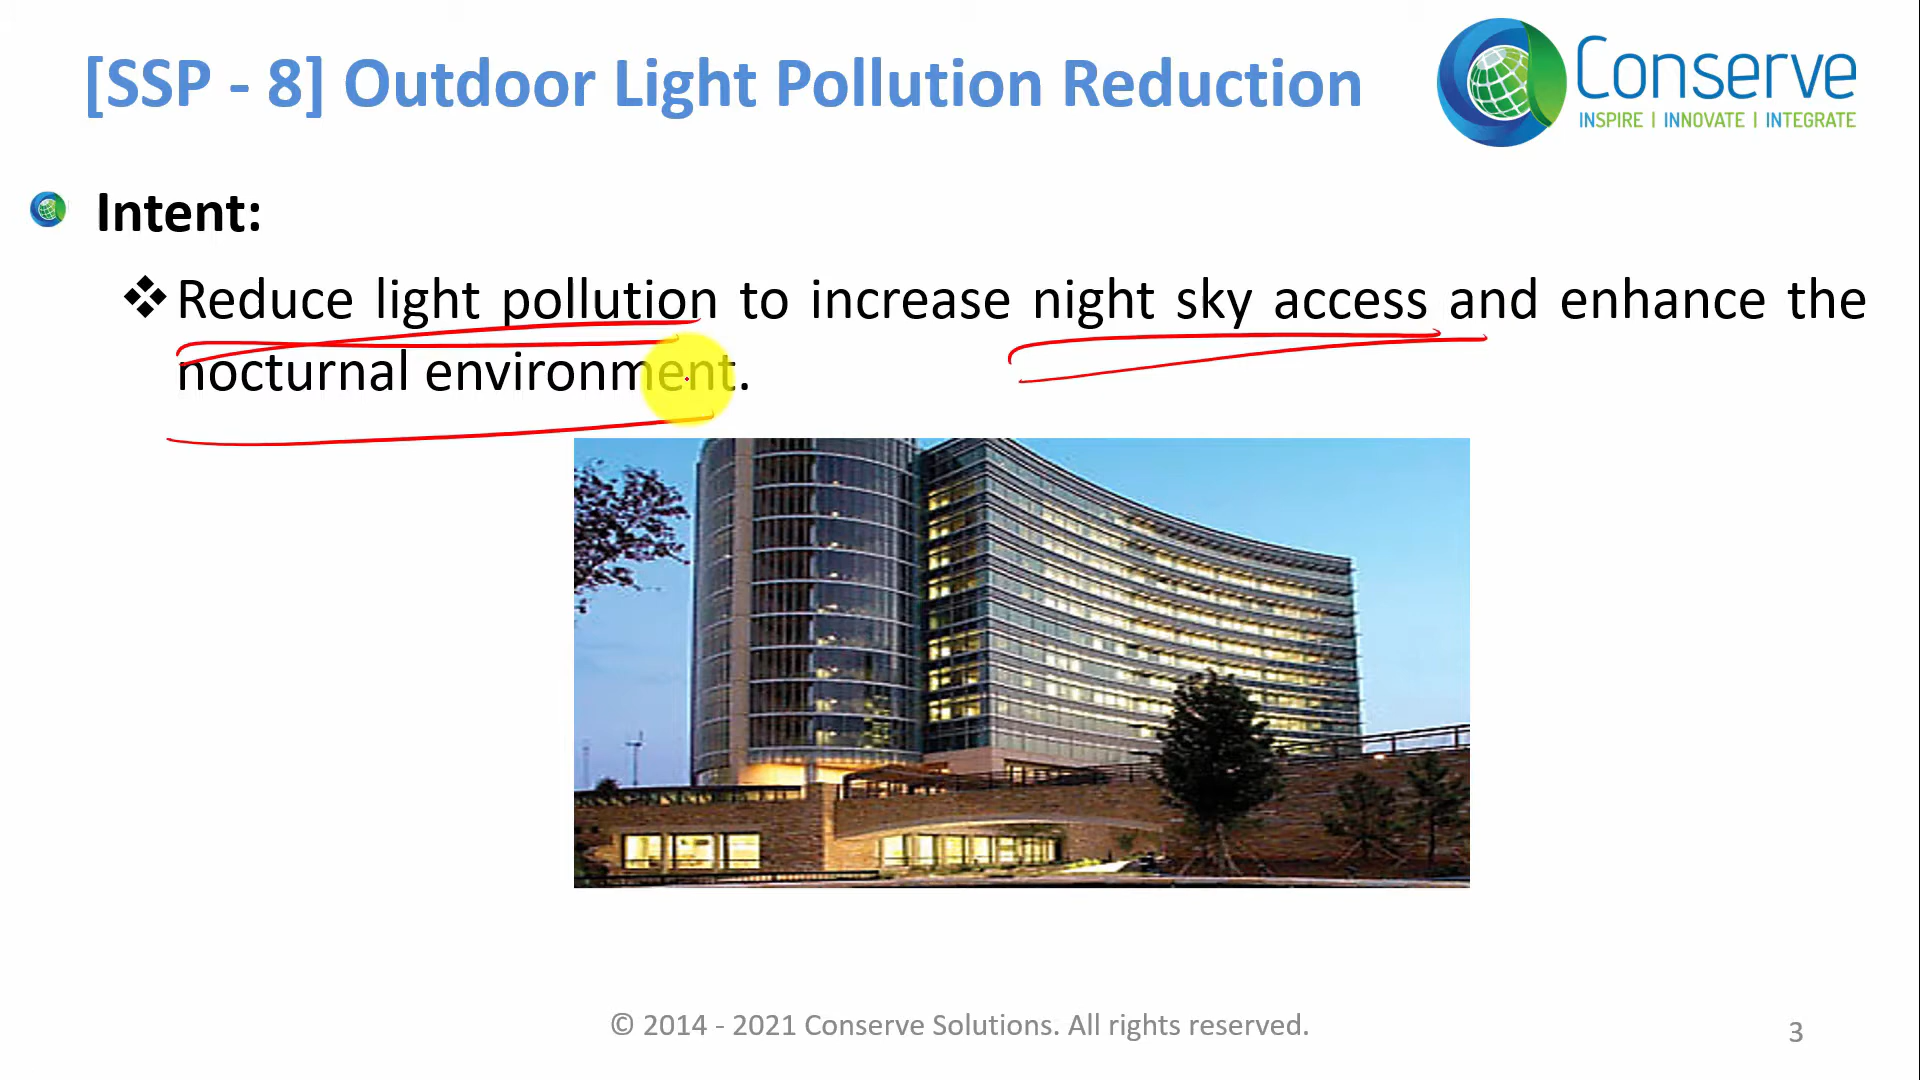 [SSP - 8] Outdoor Light Pollution Reduction
Conserve
INSPIRE | INNOVATE | INTEGRATE
Intent:
Reduce light pollution to increase night sky access and enhance the
nocturnal environment.
© 2014 - 2021 Conserve Solutions. All rights reserved.
3